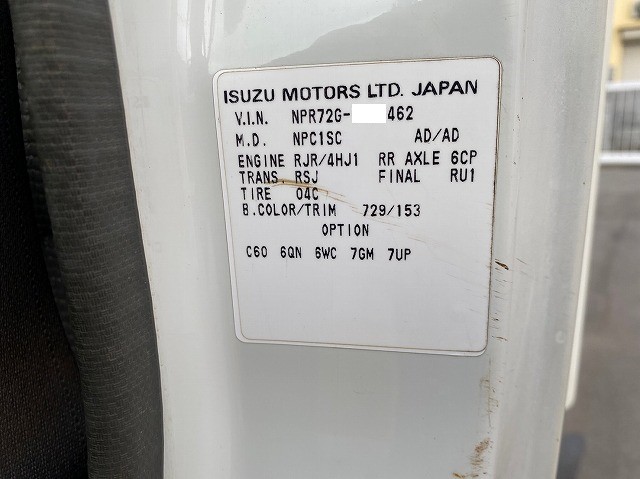 ISUZU MOTORS LTD. JAPAN
V.I.N. NPR72G- 462
M.D. NPC1SC AD/AD
ENGINE RJR/4HJ1 RR AXLE 6CP
TRANS. RSJ FINAL RU1
TIRE 04C
B.COLOR/TRIM 729/153
OPTION
C60 6QN 6WC 7GM 7UP